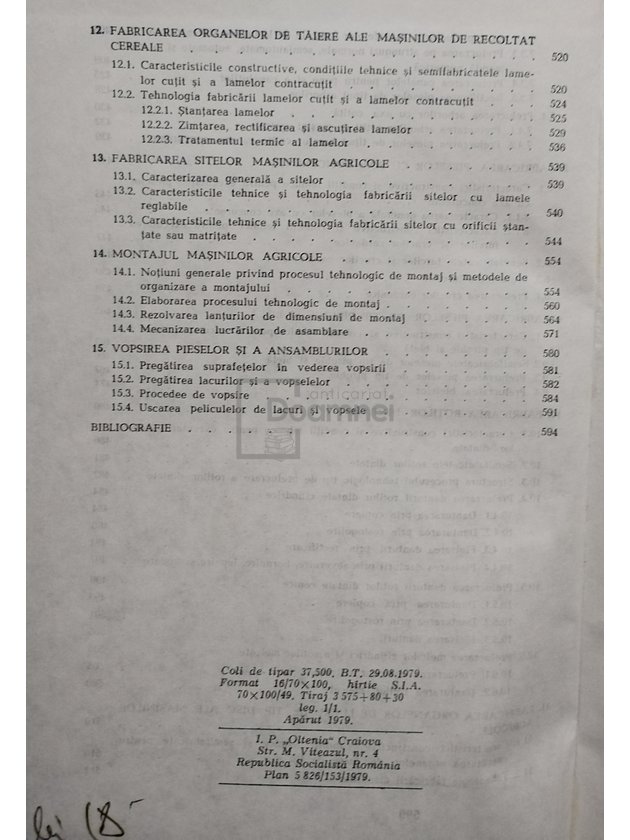 12. FABRICAREA ORGANELOR DE TĂIERE ALE MAȘINILOR DE RECOLTAT
CEREALE . . . . . . . . . . . . . . . . 520
12.1. Caracteristicile constructive, condițiile tehnice și semifabricatele lame-
lor cuțit și a lamelor contracuțit . . . . . . . . . 520
12.2. Tehnologia fabricării lamelor cuțit și a lamelor contracuțit . . . . 524
12.2.1. Ștanțarea lamelor . . . . . . . . . . 525
12.2.2. Zimțarea, rectificarea și ascuțirea lamelor . . . . . . 529
12.2.3. Tratamentul termic al lamelor . . . . . . . . 536
13. FABRICAREA SITELOR MAȘINILOR AGRICOLE . . . . . . 539
13.1. Caracterizarea generală a sitelor . . . . . . . . . 539
13.2. Caracteristicile tehnice și tehnologia fabricării sitelor cu lamele
reglabile . . . . . . . . . . . . . . . 540
13.3. Caracteristicile tehnice și tehnologia fabricării sitelor cu orificii ștan-
țate sau matrițate . . . . . . . . . . . . . 544
14. MONTAJUL MAȘINILOR AGRICOLE . . . . . . . . 554
14.1. Noțiuni generale privind procesul tehnologic de montaj și metodele de
organizare a montajului . . . . . . . . . . . 554
14.2. Elaborarea procesului tehnologic de montaj . . . . . . . 560
14.3. Rezolvarea lanțurilor de dimensiuni de montaj . . . . . . 564
14.4. Mecanizarea lucrărilor de asamblare . . . . . . . . 571
15. VOPSIREA PIESELOR ȘI A ANSAMBLURILOR . . . . . . 580
15.1. Pregătirea suprafețelor în vederea vopsirii . . . . . . 581
15.2. Pregătirea lacurilor și a vopselelor . . . . . . . . 582
15.3. Procedee de vopsire . . . . . . . . . . . 584
15.4. Uscarea peliculelor de lacuri și vopsele . . . . . . . 591
BIBLIOGRAFIE . . . . . . . . . . . . . . 594
anticariat
Doamnei
Coli de tipar 37,500. B.T. 29.08.1979.
Format 16/70×100, hîrtie S.I.A.
70×100/49. Tiraj 3 575+80+30
leg. 1/1.
Apărut 1979.
I. P. „Oltenia“ Craiova
Str. M. Viteazul, nr. 4
Republica Socialistă România
Plan 5 826/153/1979.
lei 18